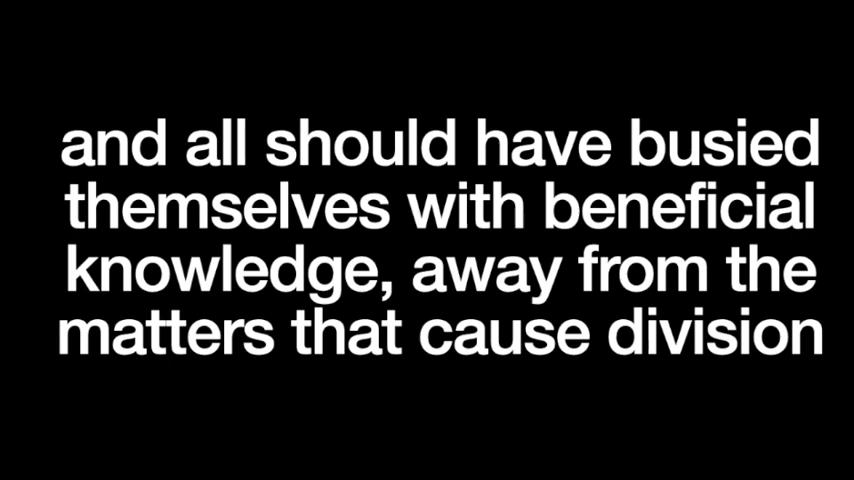 and all should have busied
themselves with beneficial
knowledge, away from the
matters that cause division